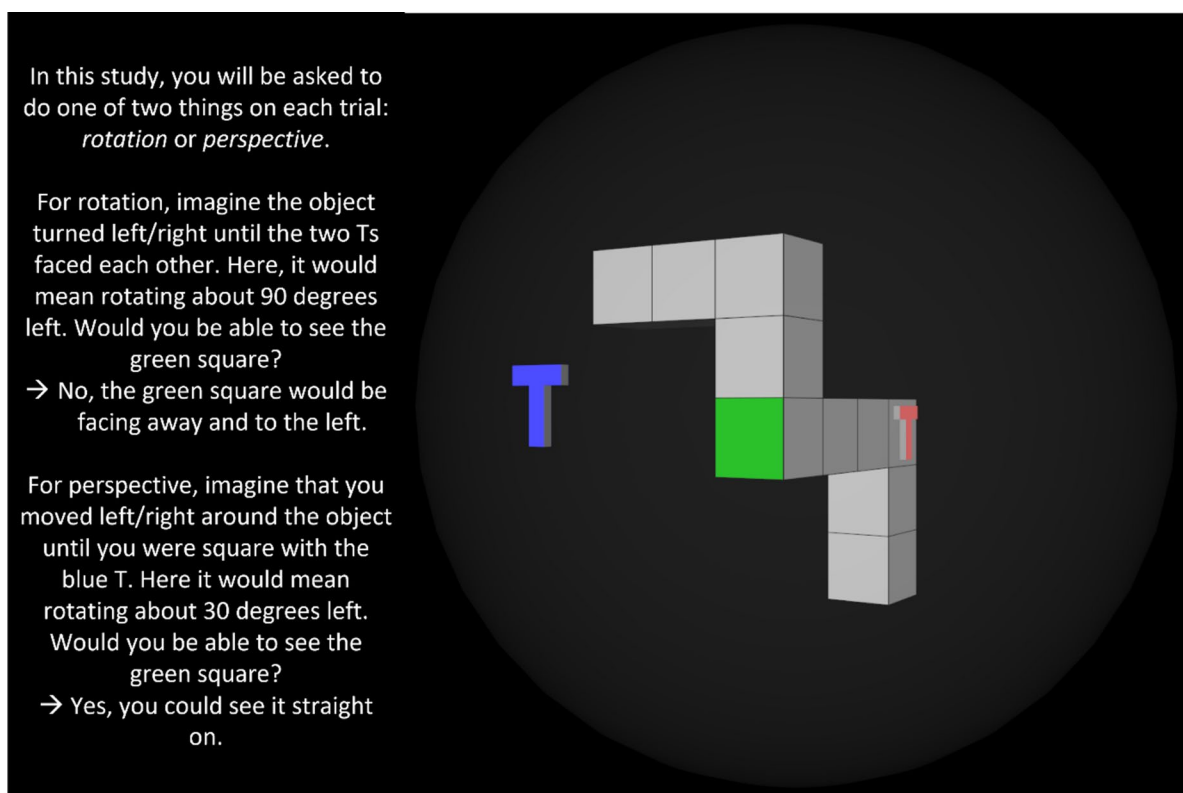 In this study, you will be asked to
do one of two things on each trial:
rotation or perspective.
For rotation, imagine the object
turned left/right until the two Ts
faced each other. Here, it would
mean rotating about 90 degrees
left. Would you be able to see the
green square?
→ No, the green square would be
facing away and to the left.
For perspective, imagine that you
moved left/right around the object
until you were square with the
blue T. Here it would mean
rotating about 30 degrees left.
Would you be able to see the
green square?
→ Yes, you could see it straight
on.
T
T